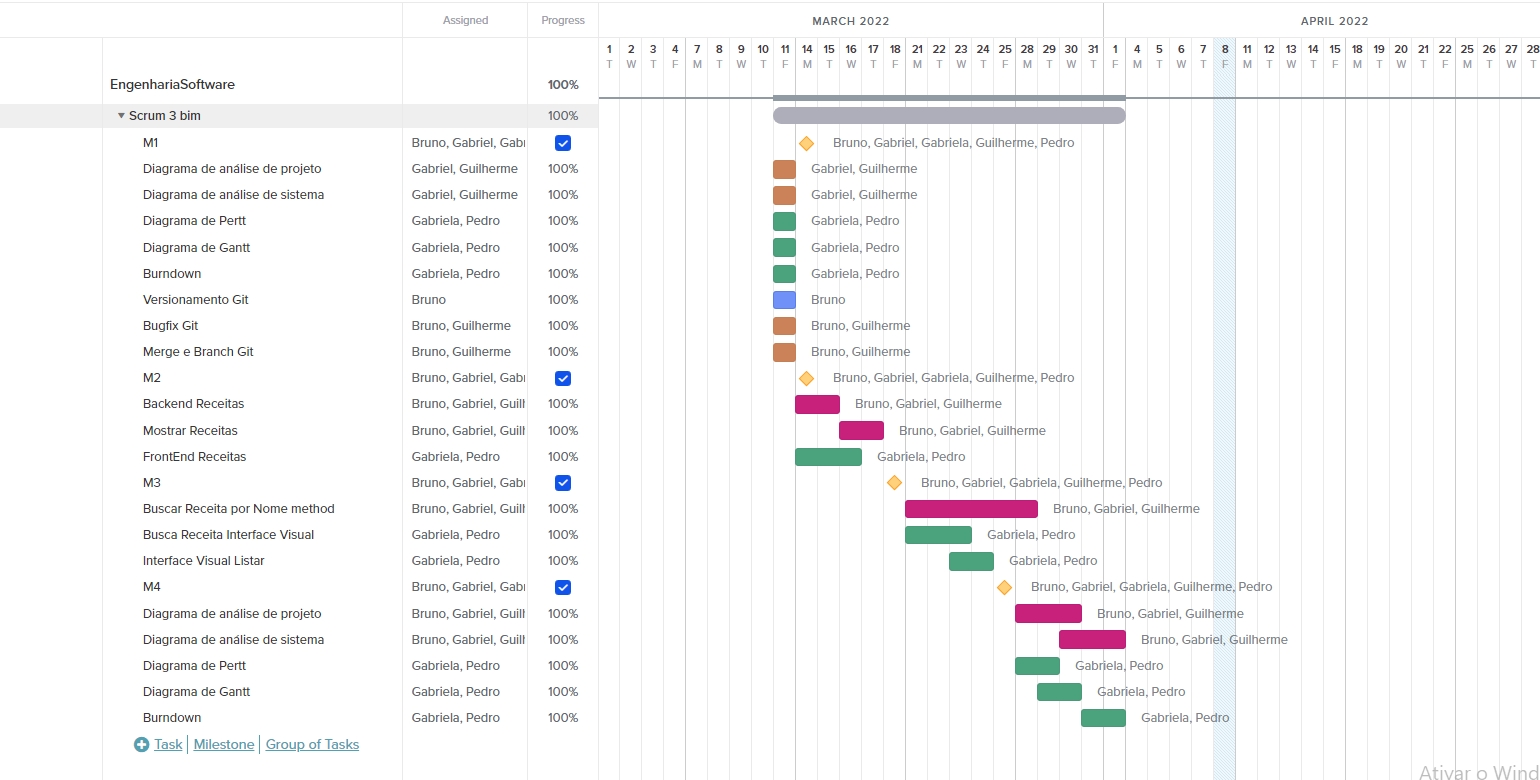 Assigned Progress MARCH 2022 APRIL 2022
1 2 3 4 7 8 9 10 11 14 15 16 17 18 21 22 23 24 25 28 29 30 31 1 4 5 6 7 8 11 12 13 14 15 18 19 20 21 22 25 26 27 28
T W T F M T W T F M T W T F M T W T F M T W T F M T W T F M T W T F M T W T F M T W T
EngenhariaSoftware 100%
Scrum 3 bim 100%
M1 Bruno, Gabriel, Gabr Bruno, Gabriel, Gabriela, Guilherme, Pedro
Diagrama de análise de projeto Gabriel, Guilherme 100% Gabriel, Guilherme
Diagrama de análise de sistema Gabriel, Guilherme 100% Gabriel, Guilherme
Diagrama de Pertt Gabriela, Pedro 100% Gabriela, Pedro
Diagrama de Gantt Gabriela, Pedro 100% Gabriela, Pedro
Burndown Gabriela, Pedro 100% Gabriela, Pedro
Versionamento Git Bruno 100% Bruno
Bugfix Git Bruno, Guilherme 100% Bruno, Guilherme
Merge e Branch Git Bruno, Guilherme 100% Bruno, Guilherme
M2 Bruno, Gabriel, Gabr Bruno, Gabriel, Gabriela, Guilherme, Pedro
Backend Receitas Bruno, Gabriel, Guilh 100% Bruno, Gabriel, Guilherme
Mostrar Receitas Bruno, Gabriel, Guilh 100% Bruno, Gabriel, Guilherme
FrontEnd Receitas Gabriela, Pedro 100% Gabriela, Pedro
M3 Bruno, Gabriel, Gabr Bruno, Gabriel, Gabriela, Guilherme, Pedro
Buscar Receita por Nome method Bruno, Gabriel, Guilh 100% Bruno, Gabriel, Guilherme
Busca Receita Interface Visual Gabriela, Pedro 100% Gabriela, Pedro
Interface Visual Listar Gabriela, Pedro 100% Gabriela, Pedro
M4 Bruno, Gabriel, Gabr Bruno, Gabriel, Gabriela, Guilherme, Pedro
Diagrama de análise de projeto Bruno, Gabriel, Guilh 100% Bruno, Gabriel, Guilherme
Diagrama de análise de sistema Bruno, Gabriel, Guilh 100% Bruno, Gabriel, Guilherme
Diagrama de Pertt Gabriela, Pedro 100% Gabriela, Pedro
Diagrama de Gantt Gabriela, Pedro 100% Gabriela, Pedro
Burndown Gabriela, Pedro 100% Gabriela, Pedro
Task Milestone Group of Tasks
Ativar o Wind